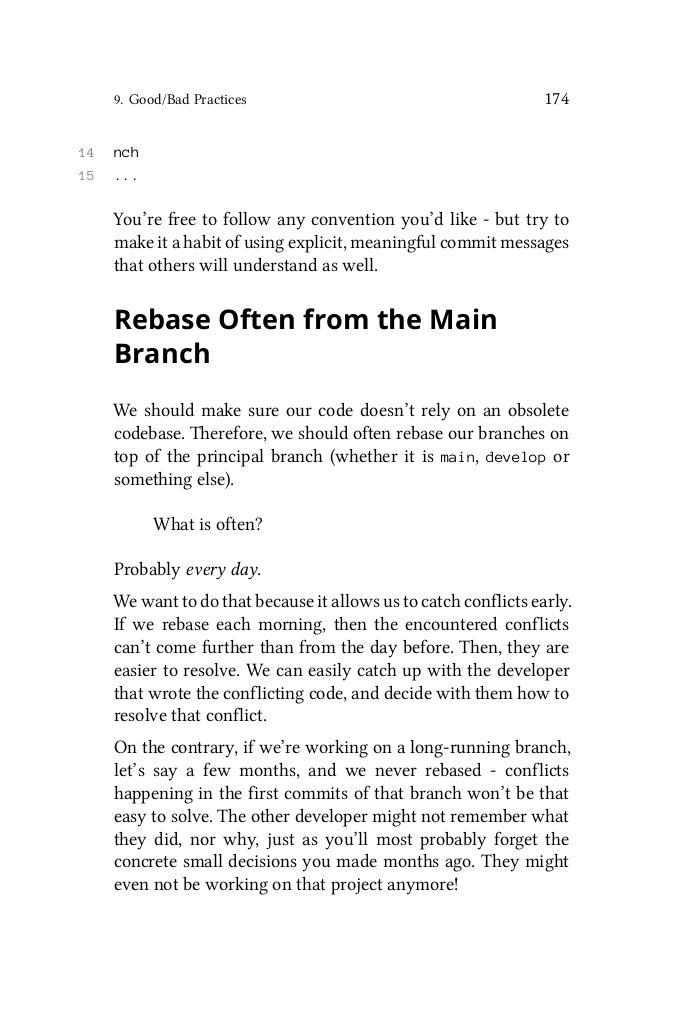 9. Good/Bad Practices 174
14 nch
15 ...
You're free to follow any convention you'd like - but try to
make it a habit of using explicit, meaningful commit messages
that others will understand as well.
Rebase Often from the Main
Branch
We should make sure our code doesn't rely on an obsolete
codebase. Therefore, we should often rebase our branches on
top of the principal branch (whether it is main, develop or
something else).
What is often?
Probably every day.
We want to do that because it allows us to catch conflicts early.
If we rebase each morning, then the encountered conflicts
can't come further than from the day before. Then, they are
easier to resolve. We can easily catch up with the developer
that wrote the conflicting code, and decide with them how to
resolve that conflict.
On the contrary, if we're working on a long-running branch,
let's say a few months, and we never rebased - conflicts
happening in the first commits of that branch won't be that
easy to solve. The other developer might not remember what
they did, nor why, just as you'll most probably forget the
concrete small decisions you made months ago. They might
even not be working on that project anymore!